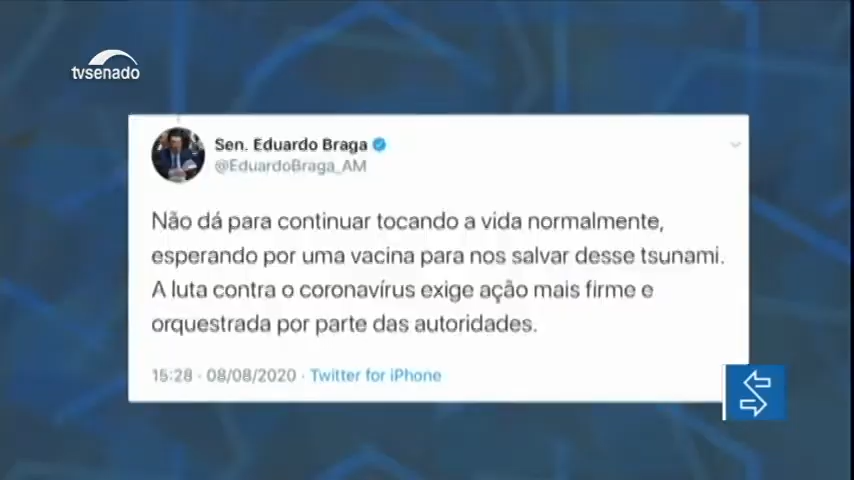 tvsenado
Sen. Eduardo Braga
@EduardoBraga_AM
Não dá para continuar tocando a vida normalmente,
esperando por uma vacina para nos salvar desse tsunami.
A luta contra o coronavírus exige ação mais firme e
orquestrada por parte das autoridades.
15:28 · 08/08/2020 · Twitter for iPhone